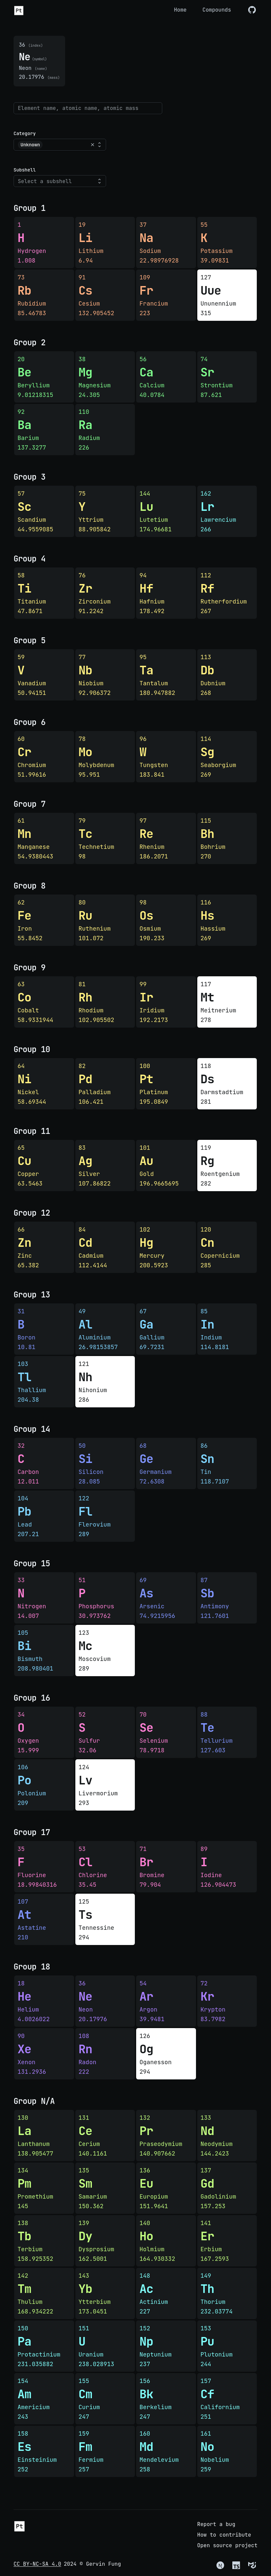 Pt
Home
Compounds
36 (index)
Ne (symbol)
Neon (name)
20.17976 (mass)
Element name, atomic name, atomic mass
Category
Unknown
Subshell
Select a subshell
Group 1
1
H
Hydrogen
1.008
19
Li
Lithium
6.94
37
Na
Sodium
22.98976928
55
K
Potassium
39.09831
73
Rb
Rubidium
85.46783
91
Cs
Cesium
132.905452
109
Fr
Francium
223
127
Uue
Ununennium
315
Group 2
20
Be
Beryllium
9.01218315
38
Mg
Magnesium
24.305
56
Ca
Calcium
40.0784
74
Sr
Strontium
87.621
92
Ba
Barium
137.3277
110
Ra
Radium
226
Group 3
57
Sc
Scandium
44.9559085
75
Y
Yttrium
88.905842
144
Lu
Lutetium
174.96681
162
Lr
Lawrencium
266
Group 4
58
Ti
Titanium
47.8671
76
Zr
Zirconium
91.2242
94
Hf
Hafnium
178.492
112
Rf
Rutherfordium
267
Group 5
59
V
Vanadium
50.94151
77
Nb
Niobium
92.906372
95
Ta
Tantalum
180.947882
113
Db
Dubnium
268
Group 6
60
Cr
Chromium
51.99616
78
Mo
Molybdenum
95.951
96
W
Tungsten
183.841
114
Sg
Seaborgium
269
Group 7
61
Mn
Manganese
54.9380443
79
Tc
Technetium
98
97
Re
Rhenium
186.2071
115
Bh
Bohrium
270
Group 8
62
Fe
Iron
55.8452
80
Ru
Ruthenium
101.072
98
Os
Osmium
190.233
116
Hs
Hassium
269
Group 9
63
Co
Cobalt
58.9331944
81
Rh
Rhodium
102.905502
99
Ir
Iridium
192.2173
117
Mt
Meitnerium
278
Group 10
64
Ni
Nickel
58.69344
82
Pd
Palladium
106.421
100
Pt
Platinum
195.0849
118
Ds
Darmstadtium
281
Group 11
65
Cu
Copper
63.5463
83
Ag
Silver
107.86822
101
Au
Gold
196.9665695
119
Rg
Roentgenium
282
Group 12
66
Zn
Zinc
65.382
84
Cd
Cadmium
112.4144
102
Hg
Mercury
200.5923
120
Cn
Copernicium
285
Group 13
31
B
Boron
10.81
49
Al
Aluminium
26.98153857
67
Ga
Gallium
69.7231
85
In
Indium
114.8181
103
Tl
Thallium
204.38
121
Nh
Nihonium
286
Group 14
32
C
Carbon
12.011
50
Si
Silicon
28.085
68
Ge
Germanium
72.6308
86
Sn
Tin
118.7107
104
Pb
Lead
207.21
122
Fl
Flerovium
289
Group 15
33
N
Nitrogen
14.007
51
P
Phosphorus
30.973762
69
As
Arsenic
74.9215956
87
Sb
Antimony
121.7601
105
Bi
Bismuth
208.980401
123
Mc
Moscovium
289
Group 16
34
O
Oxygen
15.999
52
S
Sulfur
32.06
70
Se
Selenium
78.9718
88
Te
Tellurium
127.603
106
Po
Polonium
209
124
Lv
Livermorium
293
Group 17
35
F
Fluorine
18.99840316
53
Cl
Chlorine
35.45
71
Br
Bromine
79.904
89
I
Iodine
126.904473
107
At
Astatine
210
125
Ts
Tennessine
294
Group 18
18
He
Helium
4.0026022
36
Ne
Neon
20.17976
54
Ar
Argon
39.9481
72
Kr
Krypton
83.7982
90
Xe
Xenon
131.2936
108
Rn
Radon
222
126
Og
Oganesson
294
Group N/A
130
La
Lanthanum
138.905477
131
Ce
Cerium
140.1161
132
Pr
Praseodymium
140.907662
133
Nd
Neodymium
144.2423
134
Pm
Promethium
145
135
Sm
Samarium
150.362
136
Eu
Europium
151.9641
137
Gd
Gadolinium
157.253
138
Tb
Terbium
158.925352
139
Dy
Dysprosium
162.5001
140
Ho
Holmium
164.930332
141
Er
Erbium
167.2593
142
Tm
Thulium
168.934222
143
Yb
Ytterbium
173.0451
148
Ac
Actinium
227
149
Th
Thorium
232.03774
150
Pa
Protactinium
231.035882
151
U
Uranium
238.028913
152
Np
Neptunium
237
153
Pu
Plutonium
244
154
Am
Americium
243
155
Cm
Curium
247
156
Bk
Berkelium
247
157
Cf
Californium
251
158
Es
Einsteinium
252
159
Fm
Fermium
257
160
Md
Mendelevium
258
161
No
Nobelium
259
Pt
Report a bug
How to contribute
Open source project
CC BY-NC-SA 4.0 2024 © Gervin Fung